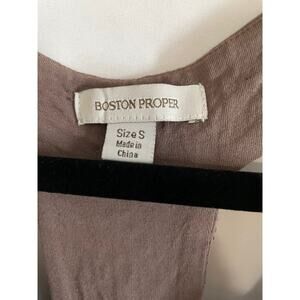 BOSTON PROPER
Size S
Made in
China